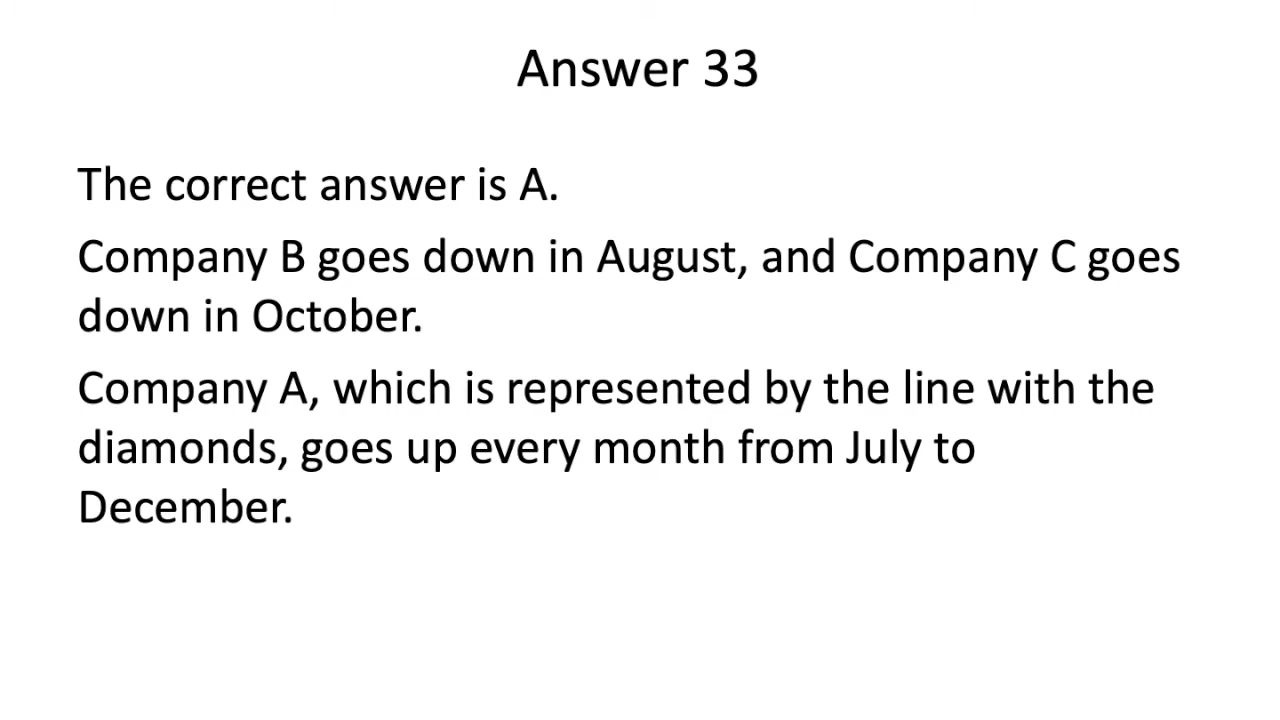 Answer 33
The correct answer is A.
Company B goes down in August, and Company C goes
down in October.
Company A, which is represented by the line with the
diamonds, goes up every month from July to
December.